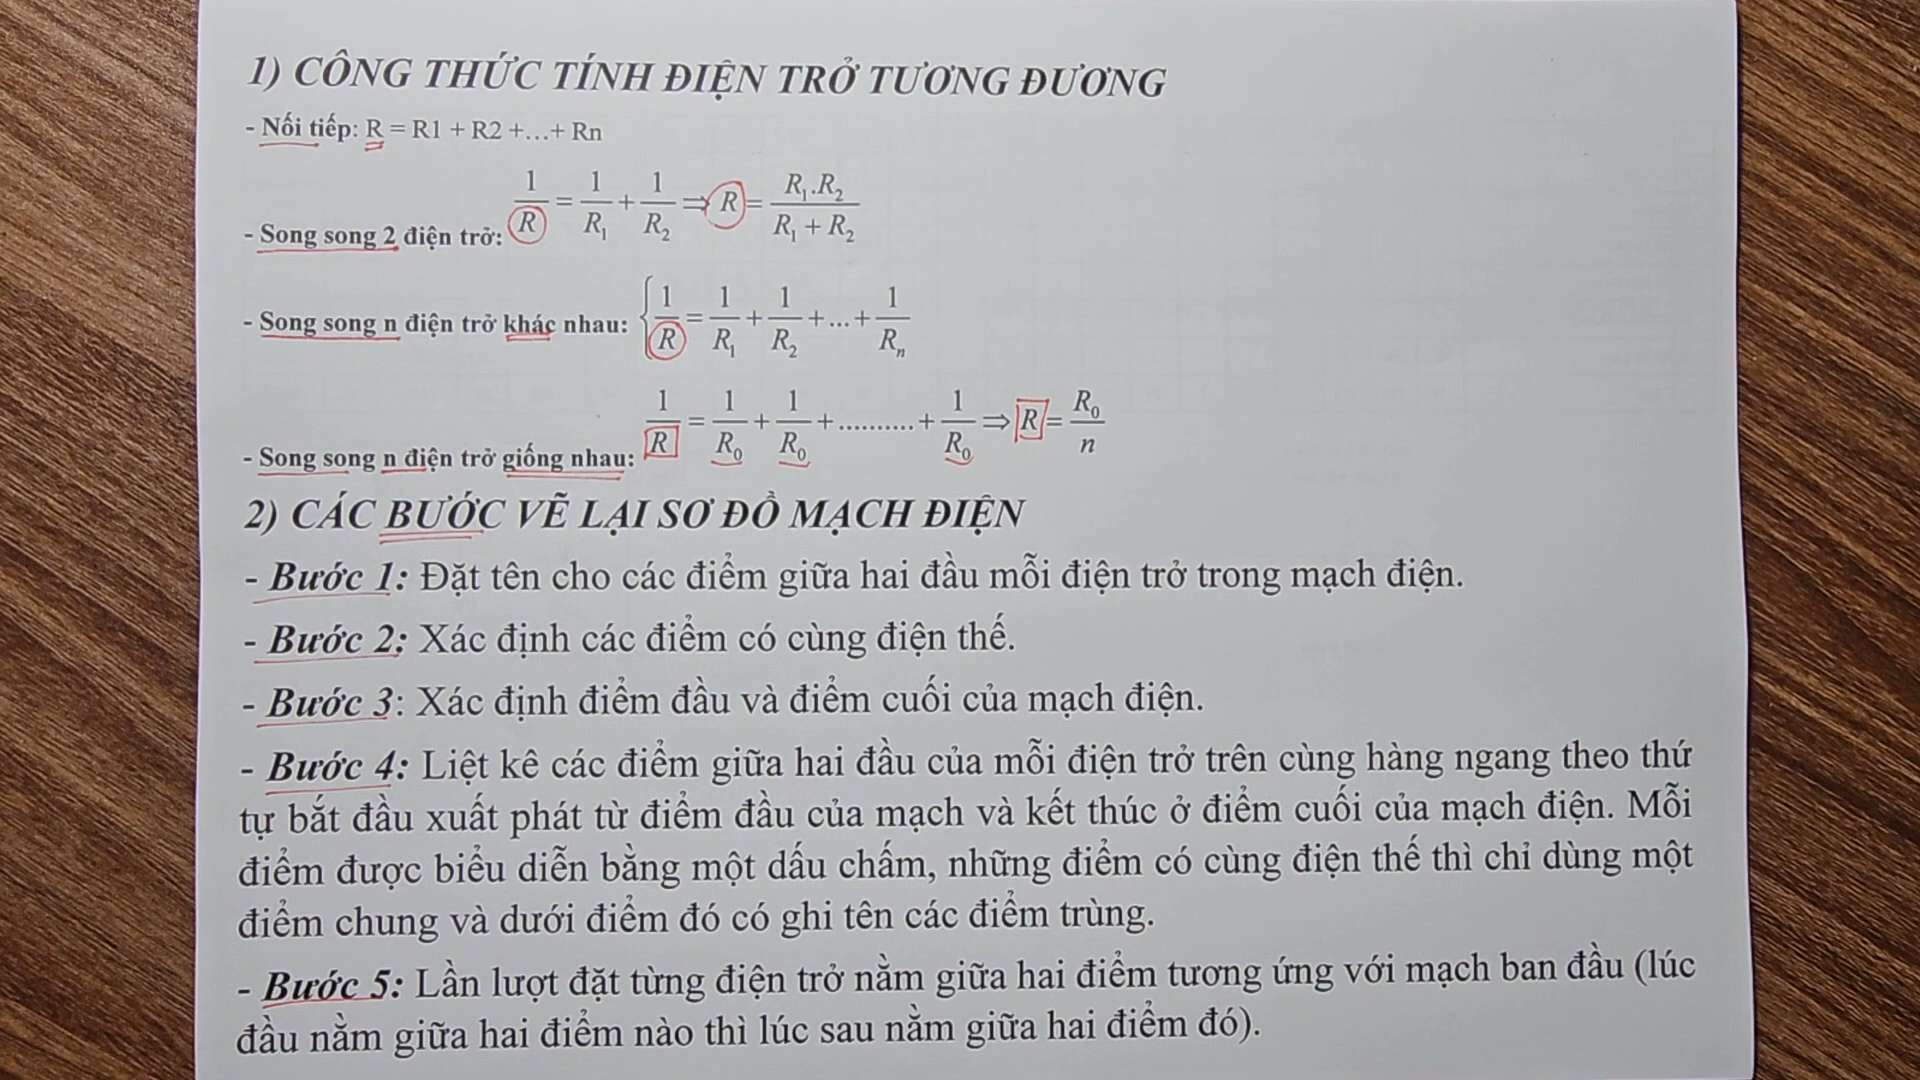 1) CÔNG THỨC TÍNH ĐIỆN TRỞ TƯƠNG ĐƯƠNG
- Nối tiếp: R = R1 + R2 +...+ Rn
- Song song 2 điện trở: 1/R = 1/R₁ + 1/R₂ ⇒ R = R₁.R₂/(R₁ + R₂)
- Song song n điện trở khác nhau: { 1/R = 1/R₁ + 1/R₂ + ... + 1/Rₙ
- Song song n điện trở giống nhau: 1/R = 1/R₀ + 1/R₀ + .......... + 1/R₀ ⇒ R = R₀/n
2) CÁC BƯỚC VẼ LẠI SƠ ĐỒ MẠCH ĐIỆN
- Bước 1: Đặt tên cho các điểm giữa hai đầu mỗi điện trở trong mạch điện.
- Bước 2: Xác định các điểm có cùng điện thế.
- Bước 3: Xác định điểm đầu và điểm cuối của mạch điện.
- Bước 4: Liệt kê các điểm giữa hai đầu của mỗi điện trở trên cùng hàng ngang theo thứ
tự bắt đầu xuất phát từ điểm đầu của mạch và kết thúc ở điểm cuối của mạch điện. Mỗi
điểm được biểu diễn bằng một dấu chấm, những điểm có cùng điện thế thì chỉ dùng một
điểm chung và dưới điểm đó có ghi tên các điểm trùng.
- Bước 5: Lần lượt đặt từng điện trở nằm giữa hai điểm tương ứng với mạch ban đầu (lúc
đầu nằm giữa hai điểm nào thì lúc sau nằm giữa hai điểm đó).